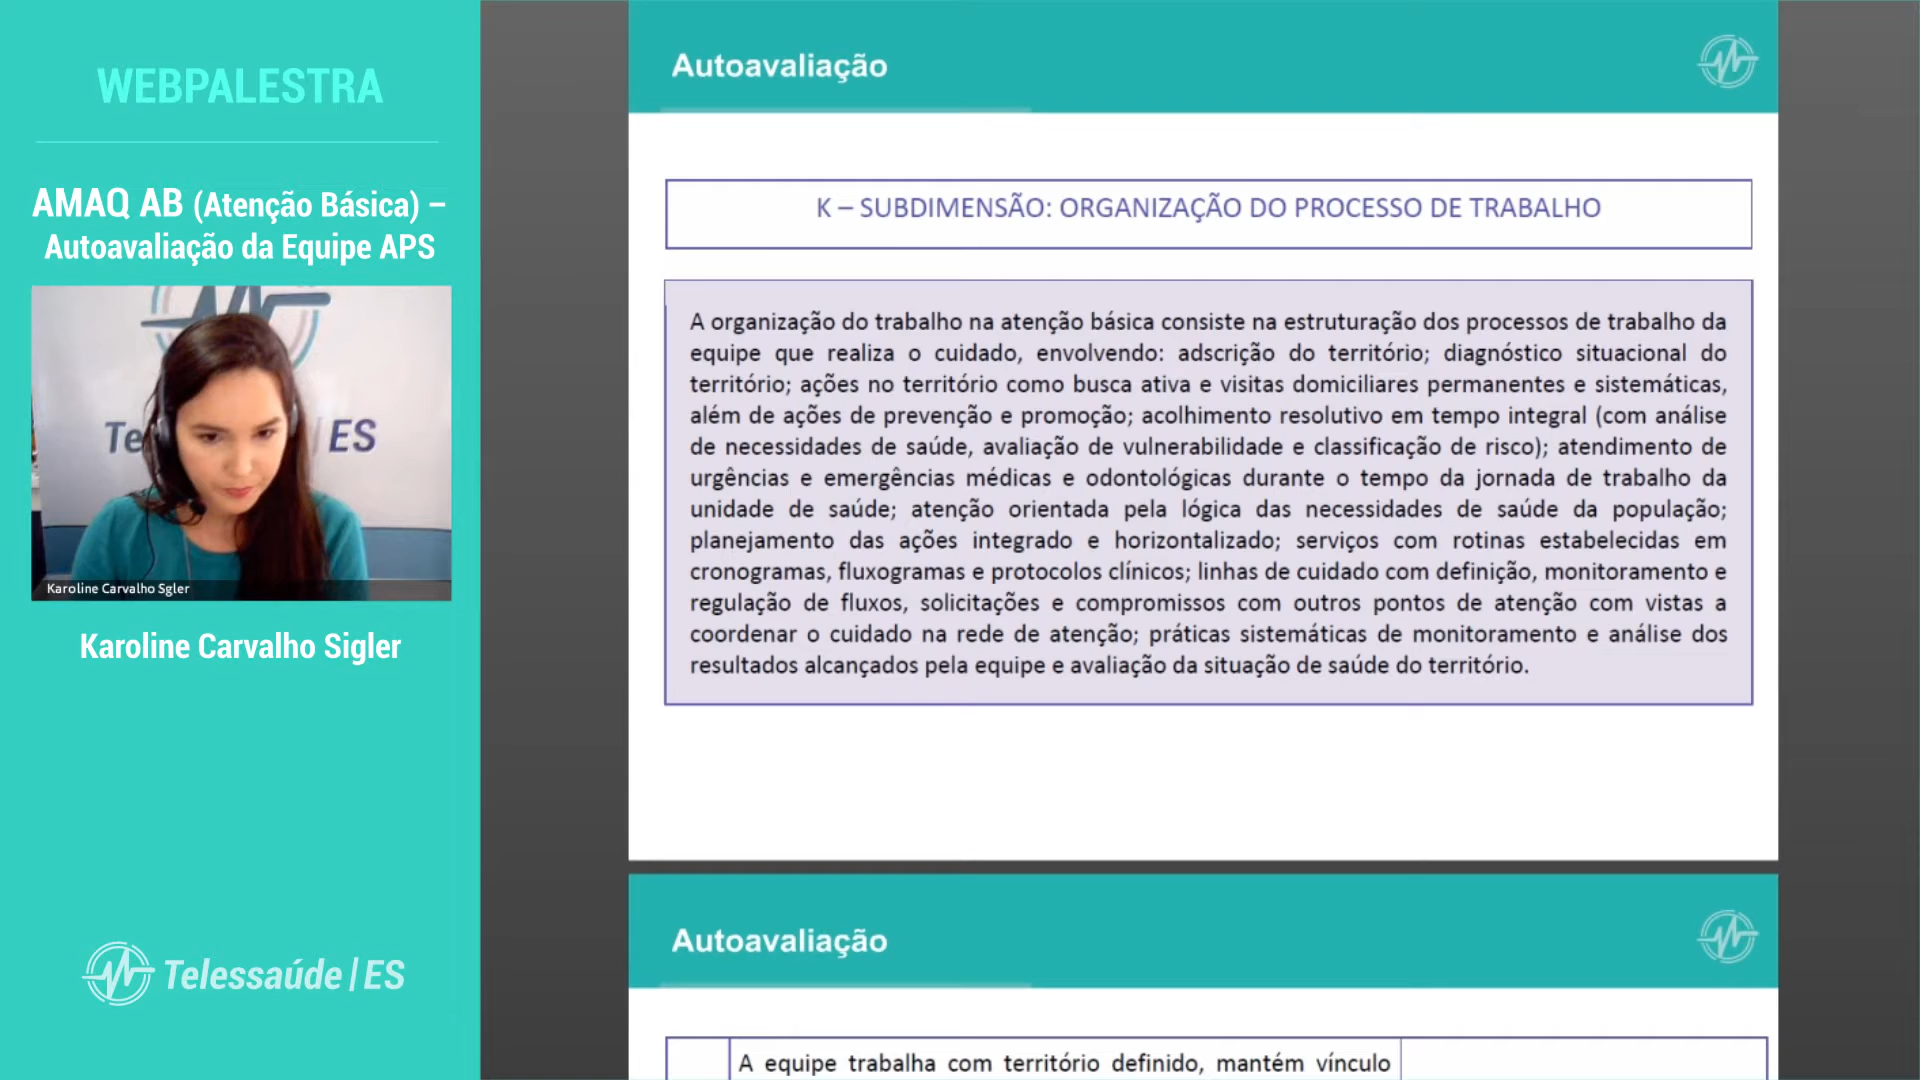 WEBPALESTRA
AMAQ AB (Atenção Básica) –
Autoavaliação da Equipe APS
Te
ES
Karoline Carvalho Sgler
Karoline Carvalho Sigler
Telessaúde|ES
Autoavaliação
K – SUBDIMENSÃO: ORGANIZAÇÃO DO PROCESSO DE TRABALHO
A organização do trabalho na atenção básica consiste na estruturação dos processos de trabalho da
equipe que realiza o cuidado, envolvendo: adscrição do território; diagnóstico situacional do
território; ações no território como busca ativa e visitas domiciliares permanentes e sistemáticas,
além de ações de prevenção e promoção; acolhimento resolutivo em tempo integral (com análise
de necessidades de saúde, avaliação de vulnerabilidade e classificação de risco); atendimento de
urgências e emergências médicas e odontológicas durante o tempo da jornada de trabalho da
unidade de saúde; atenção orientada pela lógica das necessidades de saúde da população;
planejamento das ações integrado e horizontalizado; serviços com rotinas estabelecidas em
cronogramas, fluxogramas e protocolos clínicos; linhas de cuidado com definição, monitoramento e
regulação de fluxos, solicitações e compromissos com outros pontos de atenção com vistas a
coordenar o cuidado na rede de atenção; práticas sistemáticas de monitoramento e análise dos
resultados alcançados pela equipe e avaliação da situação de saúde do território.
Autoavaliação
A equipe trabalha com território definido, mantém vínculo